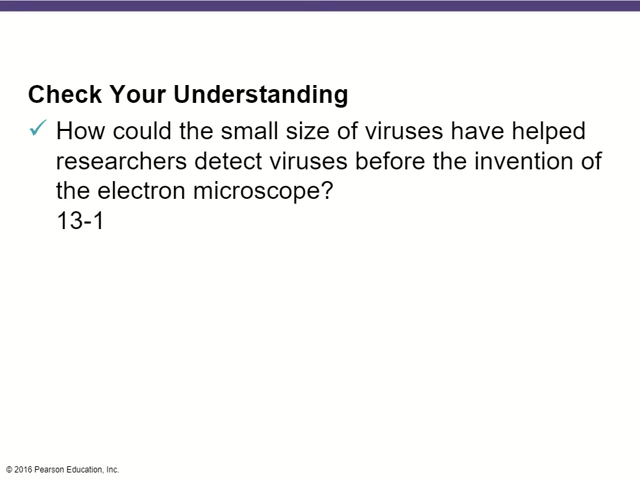 Check Your Understanding
✓ How could the small size of viruses have helped
researchers detect viruses before the invention of
the electron microscope?
13-1
© 2016 Pearson Education, Inc.